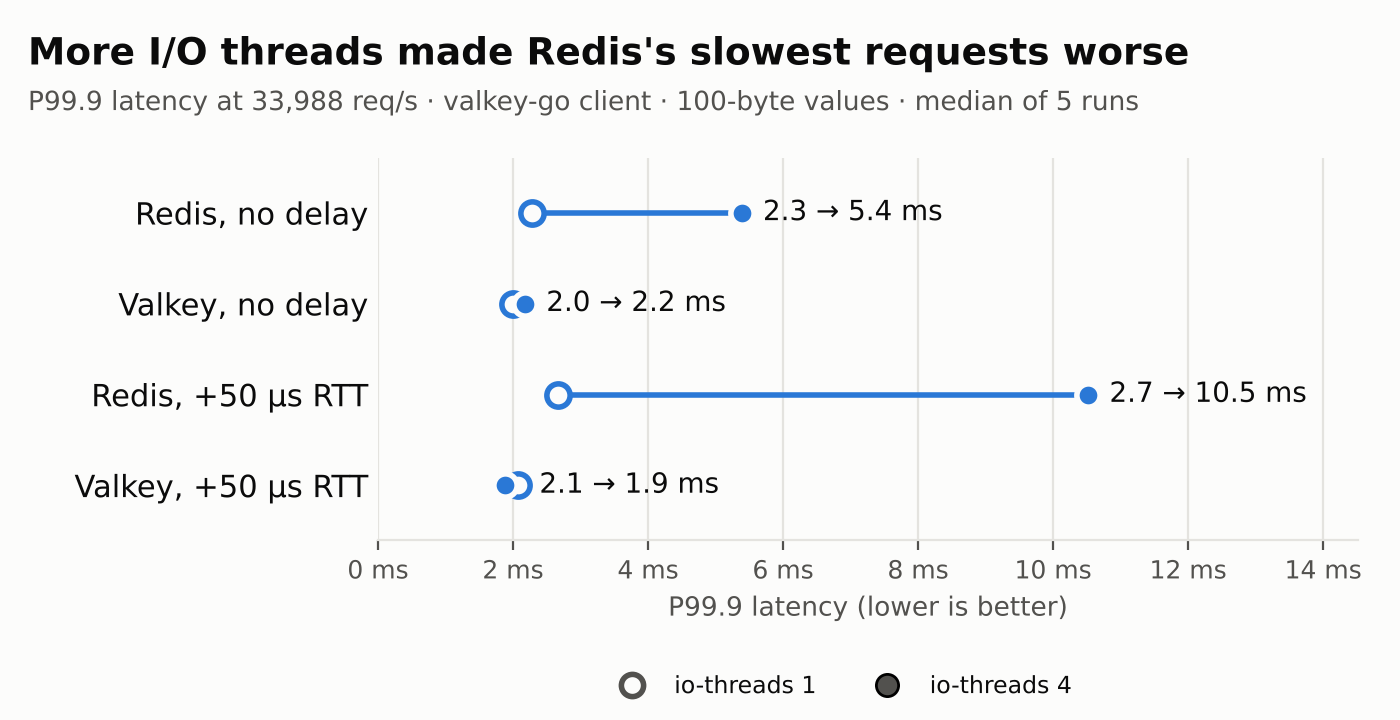 More I/O threads made Redis's slowest requests worse
P99.9 latency at 33,988 req/s · valkey-go client · 100-byte values · median of 5 runs
Redis, no delay
2.3 → 5.4 ms
Valkey, no delay
2.0 → 2.2 ms
Redis, +50 µs RTT
2.7 → 10.5 ms
Valkey, +50 µs RTT
2.1 → 1.9 ms
0 ms 2 ms 4 ms 6 ms 8 ms 10 ms 12 ms 14 ms
P99.9 latency (lower is better)
io-threads 1 io-threads 4